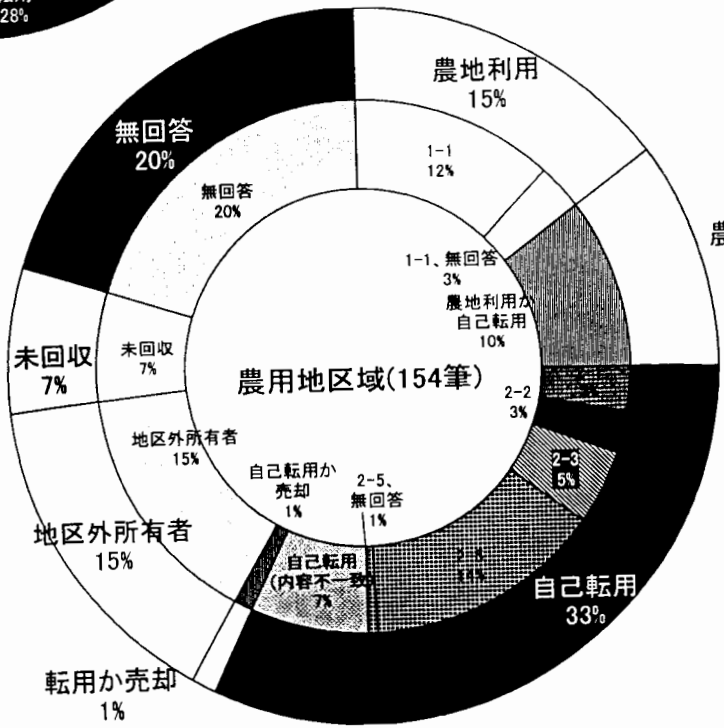 28%
農地利用
15%
無回答
20%
1-1
12%
無回答
20%
農
1-1、無回答
3%
農地利用か
自己転用
10%
未回収
7%
未回収
7%
農用地区域(154筆)
2-2
3%
地区外所有者
15%
自己転用か
売却
1%
2-5、
無回答
1%
2-3
5%
地区外所有者
15%
自己転用
(内容不一致)
7%
14%
自己転用
33%
転用か売却
1%